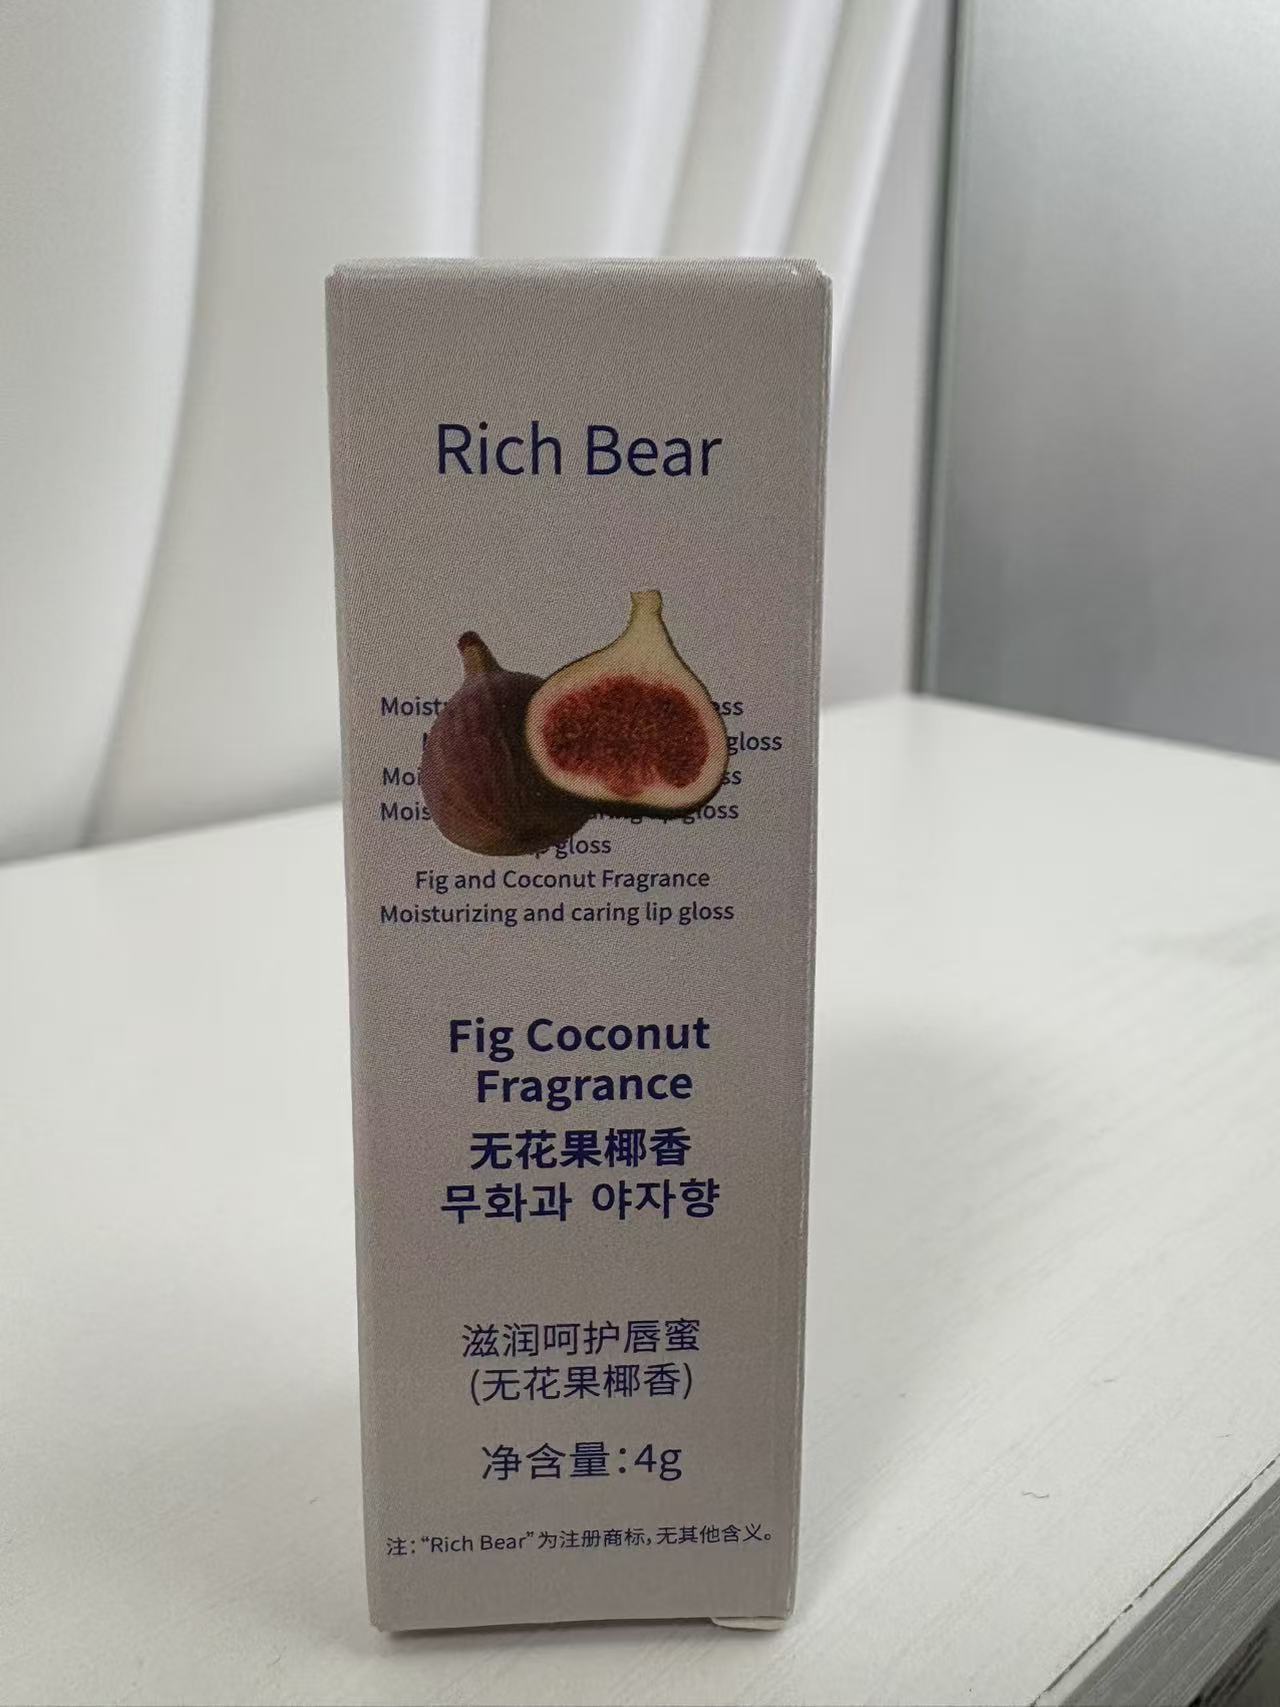 Rich Bear
gloss
gloss
Fig and Coconut Fragrance
Moisturizing and caring lip gloss
Fig Coconut
Fragrance
无花果椰香
무화과 야자향
滋润呵护唇蜜
(无花果椰香)
净含量:4g
注:“Rich Bear”为注册商标,无其他含义。